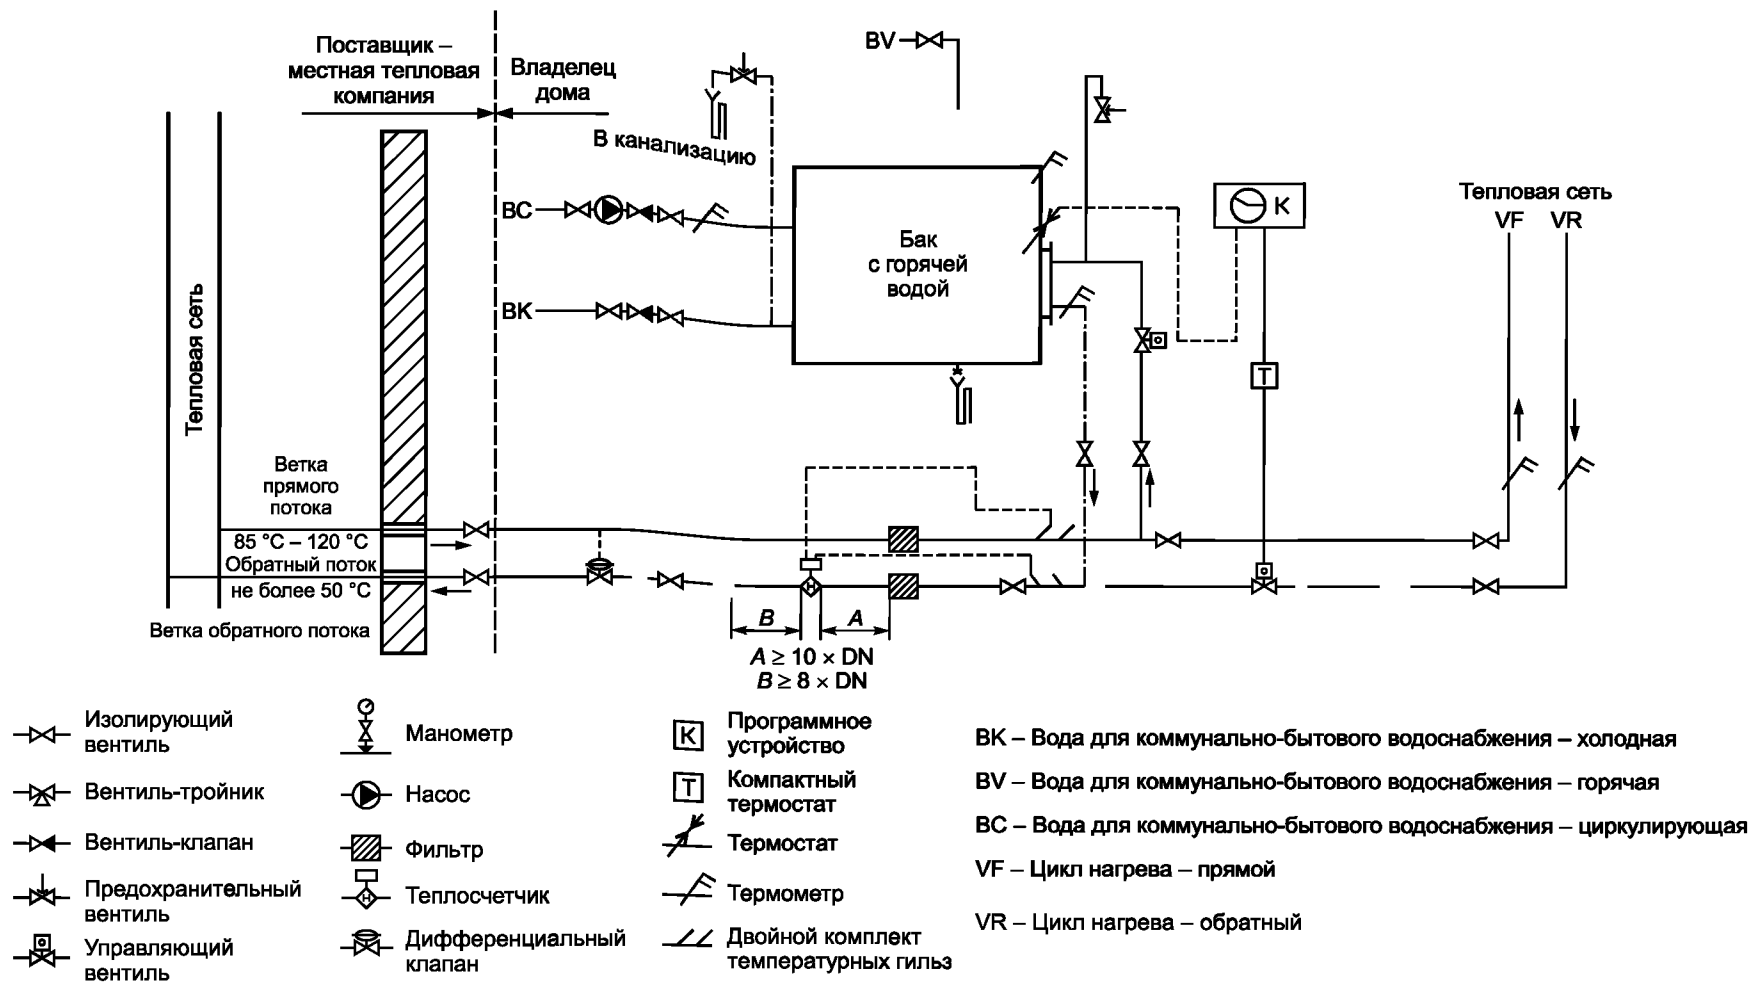 Поставщик –
местная тепловая
компания
Владелец
дома
BV
В канализацию
BC
BK
Бак
с горячей
водой
K
T
Тепловая сеть
VF VR
Тепловая сеть
Ветка
прямого
потока
85 °C – 120 °C
Обратный поток
не более 50 °C
Ветка обратного потока
H
B
A
A ≥ 10 × DN
B ≥ 8 × DN
Изолирующий
вентиль
Вентиль-тройник
Вентиль-клапан
Предохранительный
вентиль
Управляющий
вентиль
Манометр
Насос
Фильтр
H
Теплосчетчик
Дифференциальный
клапан
K
Программное
устройство
T
Компактный
термостат
Термостат
Термометр
Двойной комплект
температурных гильз
BK – Вода для коммунально-бытового водоснабжения – холодная
BV – Вода для коммунально-бытового водоснабжения – горячая
BC – Вода для коммунально-бытового водоснабжения – циркулирующая
VF – Цикл нагрева – прямой
VR – Цикл нагрева – обратный